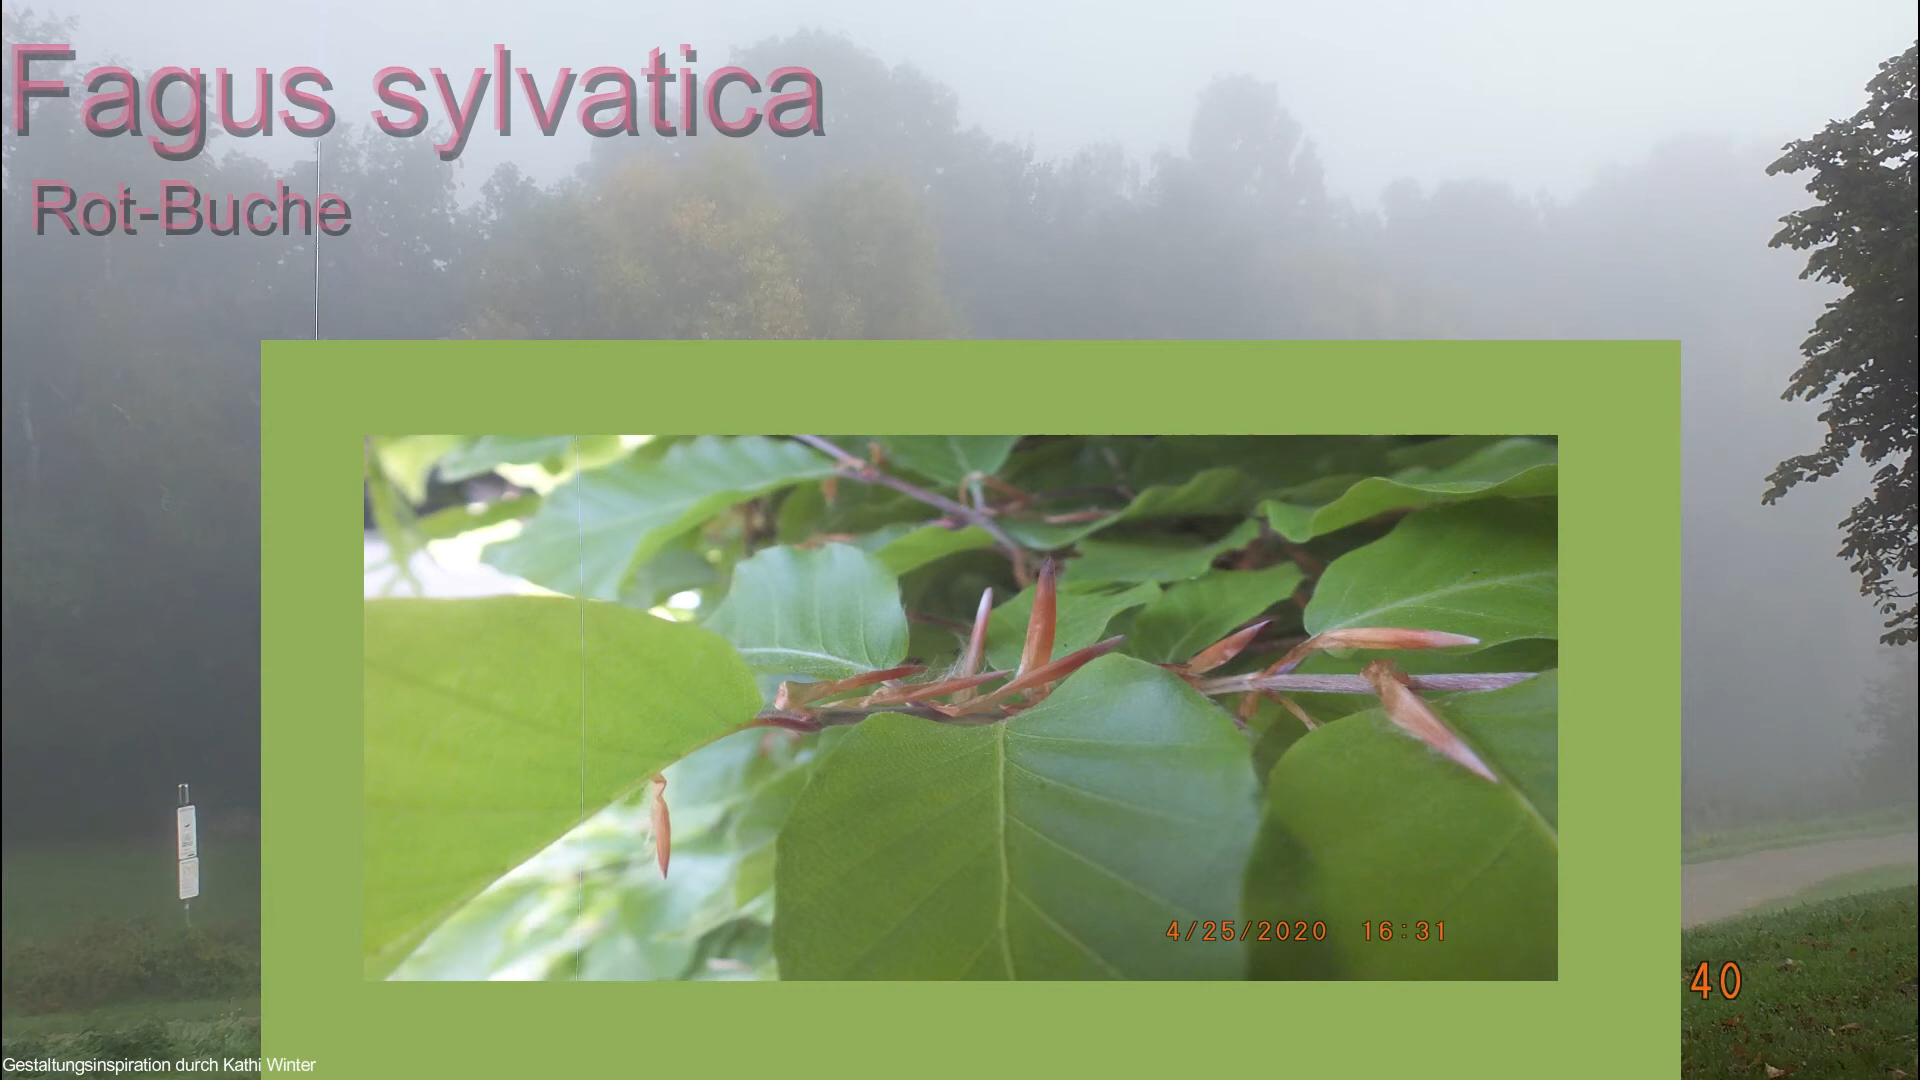 Fagus sylvatica
Rot-Buche
4/25/2020 16:31
40
Gestaltungsinspiration durch Kathi Winter